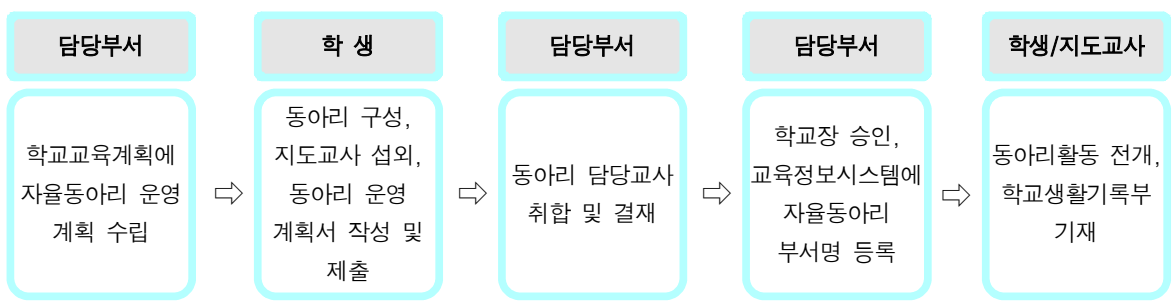 담당부서
학 생
담당부서
담당부서
학생/지도교사
학교교육계획에
자율동아리 운영
계획 수립
⇨
동아리 구성,
지도교사 섭외,
동아리 운영
계획서 작성 및
제출
⇨
동아리 담당교사
취합 및 결재
⇨
학교장 승인,
교육정보시스템에
자율동아리
부서명 등록
⇨
동아리활동 전개,
학교생활기록부
기재